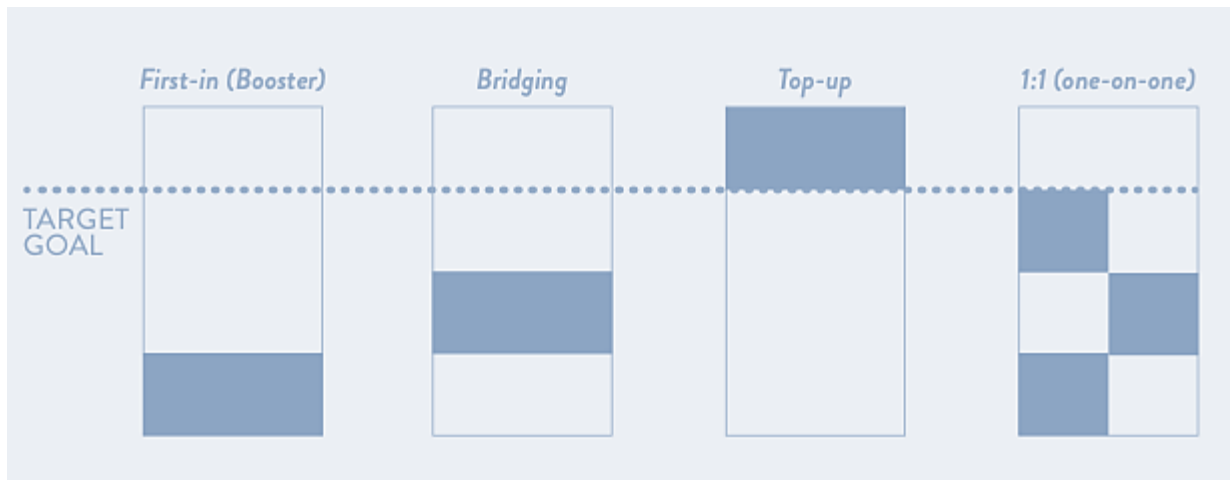 First-in (Booster)
Bridging
Top-up
1:1 (one-on-one)
TARGET
GOAL